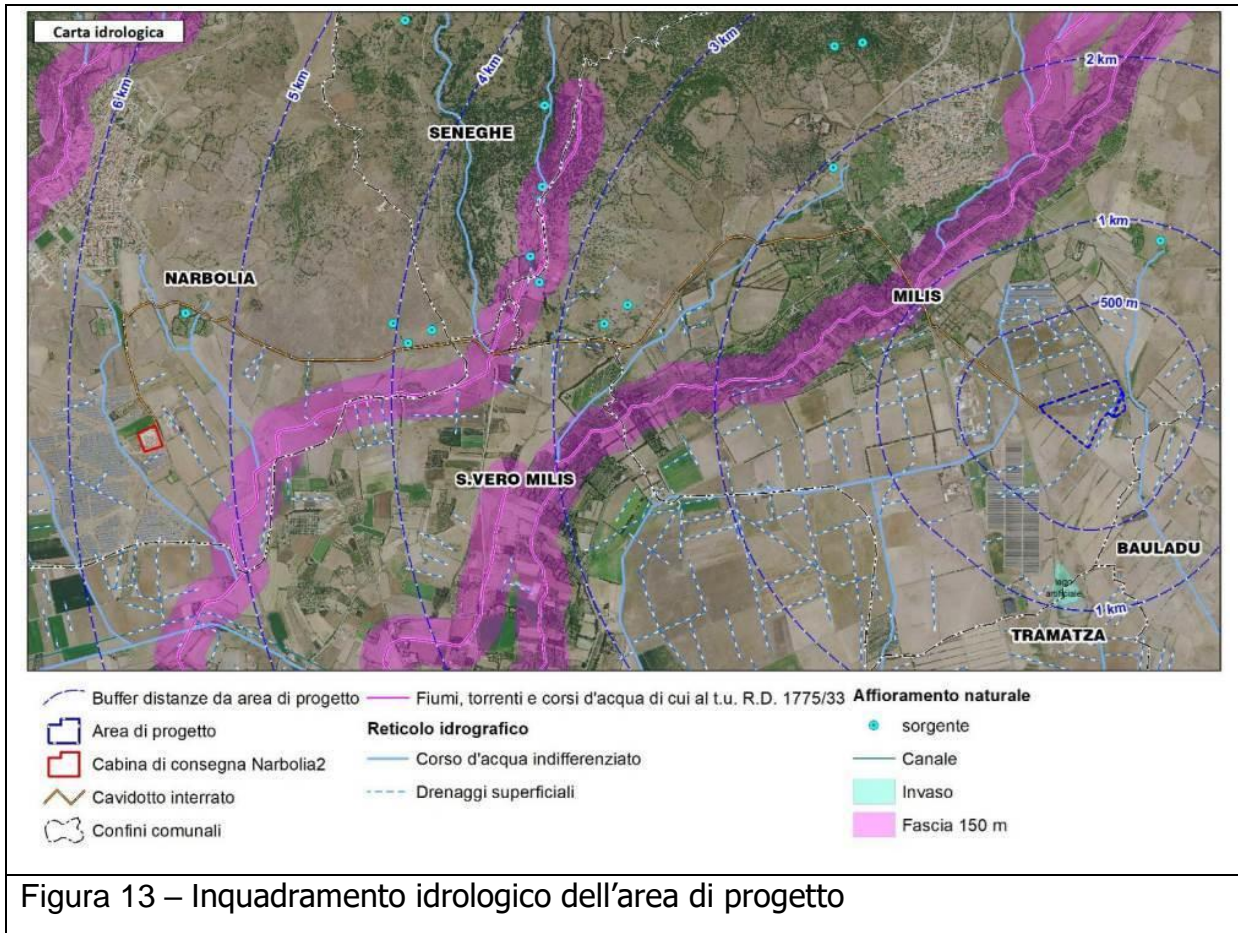 Carta idrologica
6 km
5 km
4 km
3 km
2 km
SENEGHE
1 km
NARBOLIA
MILIS
500 m
S.VERO MILIS
BAULADU
lago
artificiale
1 km
TRAMATZA
Buffer distanze da area di progetto
Area di progetto
Cabina di consegna Narbolia2
Cavidotto interrato
Confini comunali
Fiumi, torrenti e corsi d'acqua di cui al t.u. R.D. 1775/33
Reticolo idrografico
Corso d'acqua indifferenziato
Drenaggi superficiali
Affioramento naturale
sorgente
Canale
Invaso
Fascia 150 m
Figura 13 – Inquadramento idrologico dell'area di progetto